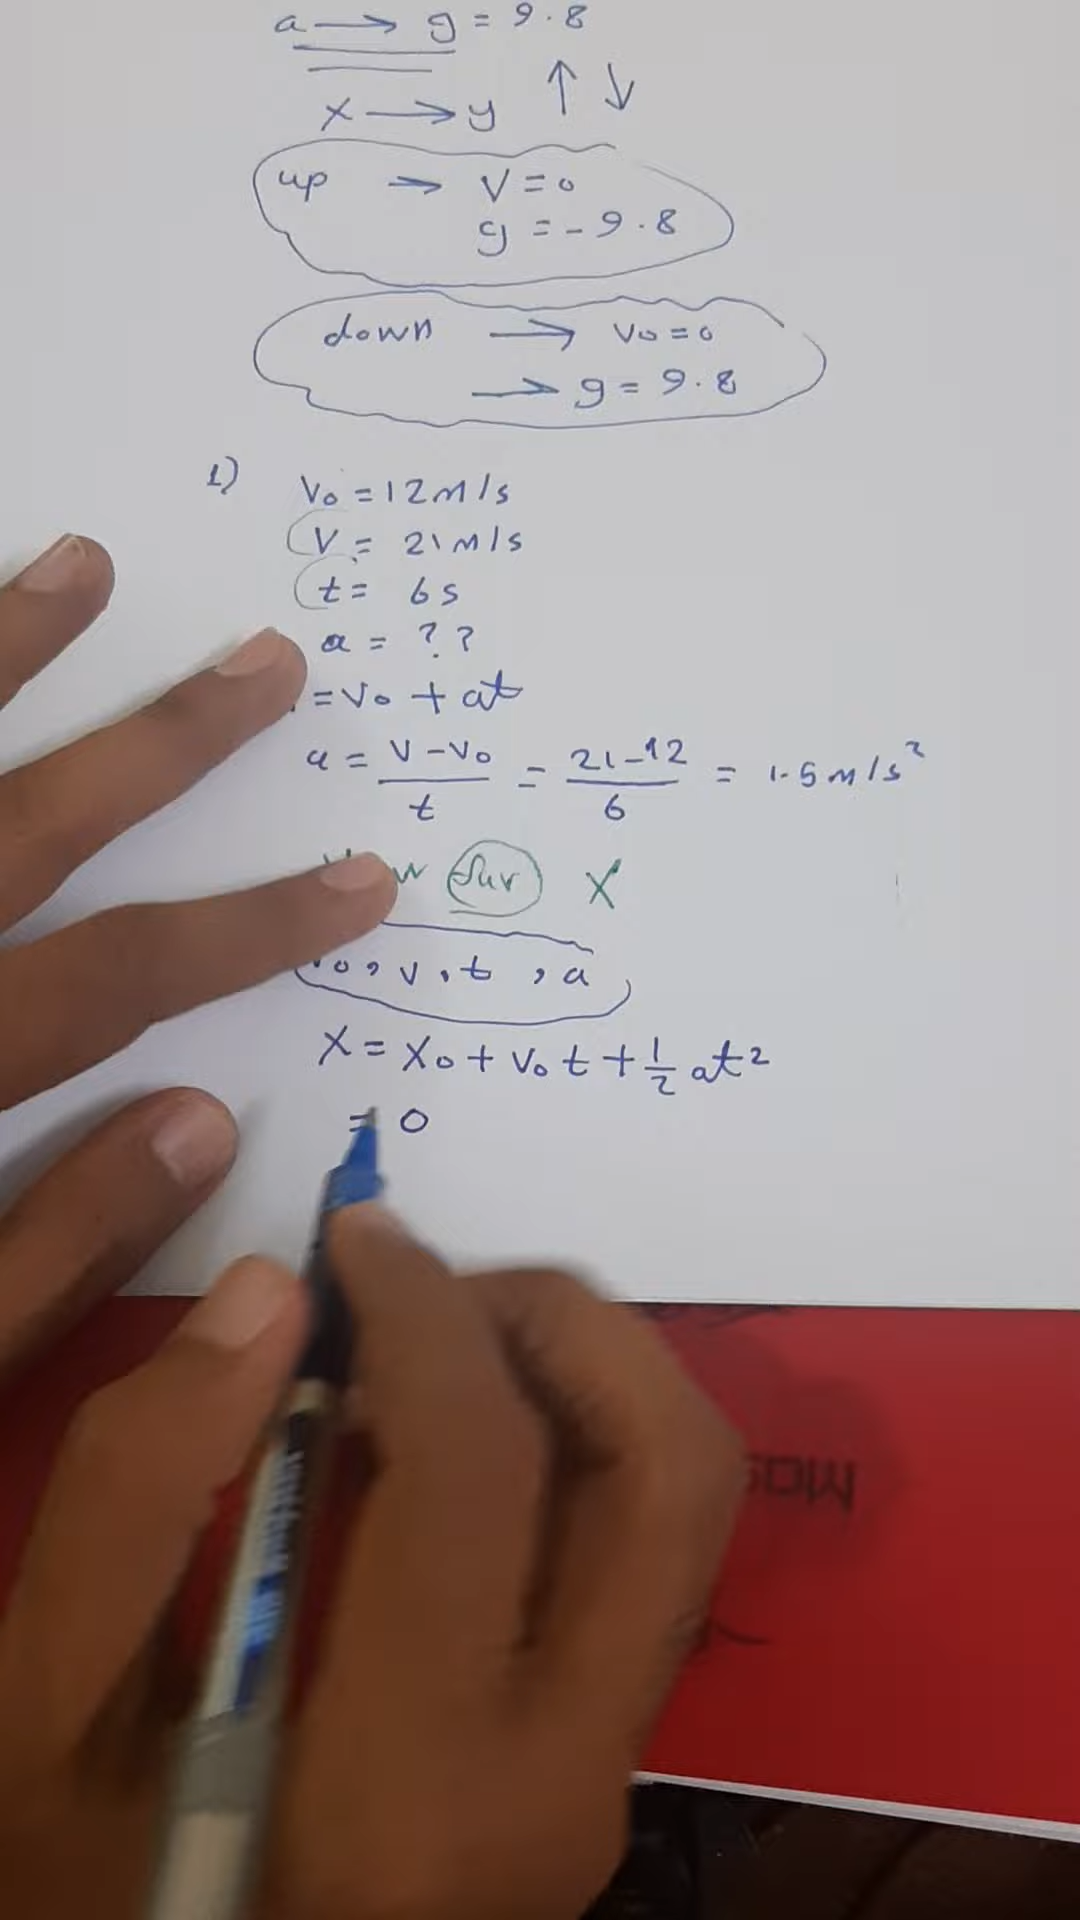 a → g = 9.8
x → y ↑ ↓
up → V = 0
g = - 9.8
down → Vo = 0
→ g = 9.8
1) Vo = 12 m/s
V = 21 m/s
t = 6 s
a = ??
= Vo + at
a = V - Vo / t = 21 - 12 / 6 = 1.5 m/s²
far X
o, v, t, a
X = Xo + Vo t + 1/2 at²
= 0